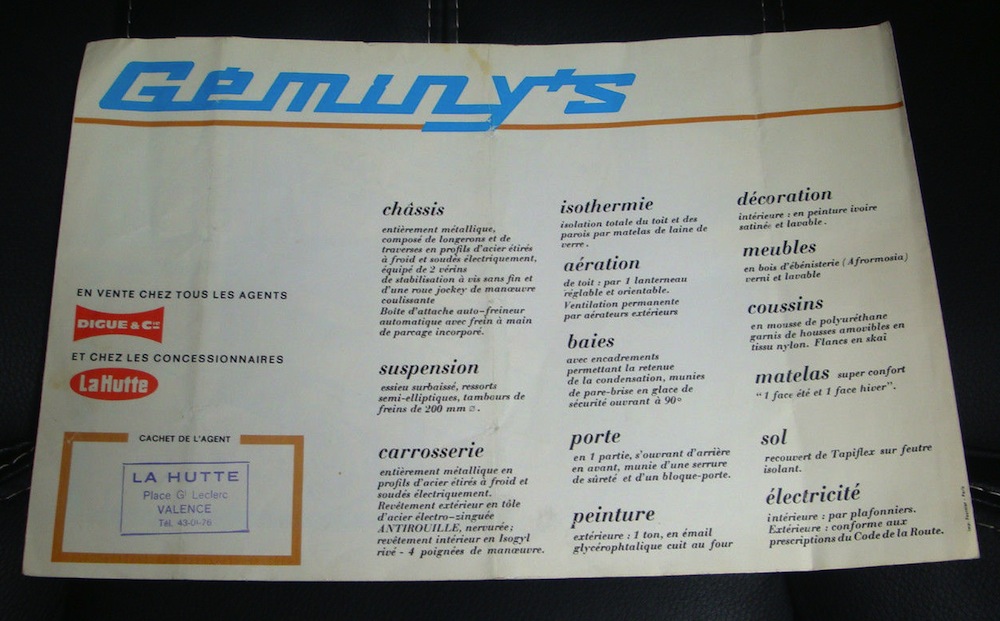 Géminy's
EN VENTE CHEZ TOUS LES AGENTS
DIGUE & Cie
ET CHEZ LES CONCESSIONNAIRES
La Hutte
CACHET DE L'AGENT
LA HUTTE
Place Gl Leclerc
VALENCE
Tél. 43-01-76
châssis
entièrement métallique,
composé de longerons et de
traverses en profils d'acier étirés
à froid et soudés électriquement,
équipé de 2 vérins
de stabilisation à vis sans fin et
d'une roue jockey de manœuvre
coulissante
Boîte d'attache auto-freineur
automatique avec frein à main
de parcage incorporé.
suspension
essieu surbaissé, ressorts
semi-elliptiques, tambours de
freins de 200 mm ⌀.
carrosserie
entièrement métallique en
profils d'acier étirés à froid et
soudés électriquement.
Revêtement extérieur en tôle
d'acier électro-zinguée
ANTIROUILLE, nervurée;
revêtement intérieur en Isogyl
rivé - 4 poignées de manœuvre.
isothermie
isolation totale du toit et des
parois par matelas de laine de
verre.
aération
de toit : par 1 lanterneau
réglable et orientable.
Ventilation permanente
par aérateurs extérieurs
baies
avec encadrements
permettant la retenue
de la condensation, munies
de pare-brise en glace de
sécurité ouvrant à 90°
porte
en 1 partie, s'ouvrant d'arrière
en avant, munie d'une serrure
de sûreté et d'un bloque-porte.
peinture
extérieure : 1 ton, en émail
glycérophtalique cuit au four
décoration
intérieure : en peinture ivoire
satinée et lavable.
meubles
en bois d'ébénisterie (Afrormosia)
verni et lavable
coussins
en mousse de polyuréthane
garnis de housses amovibles en
tissu nylon. Flancs en skaï
matelas super confort
"1 face été et 1 face hiver".
sol
recouvert de Tapiflex sur feutre
isolant.
électricité
intérieure : par plafonniers.
Extérieure : conforme aux
prescriptions du Code de la Route.